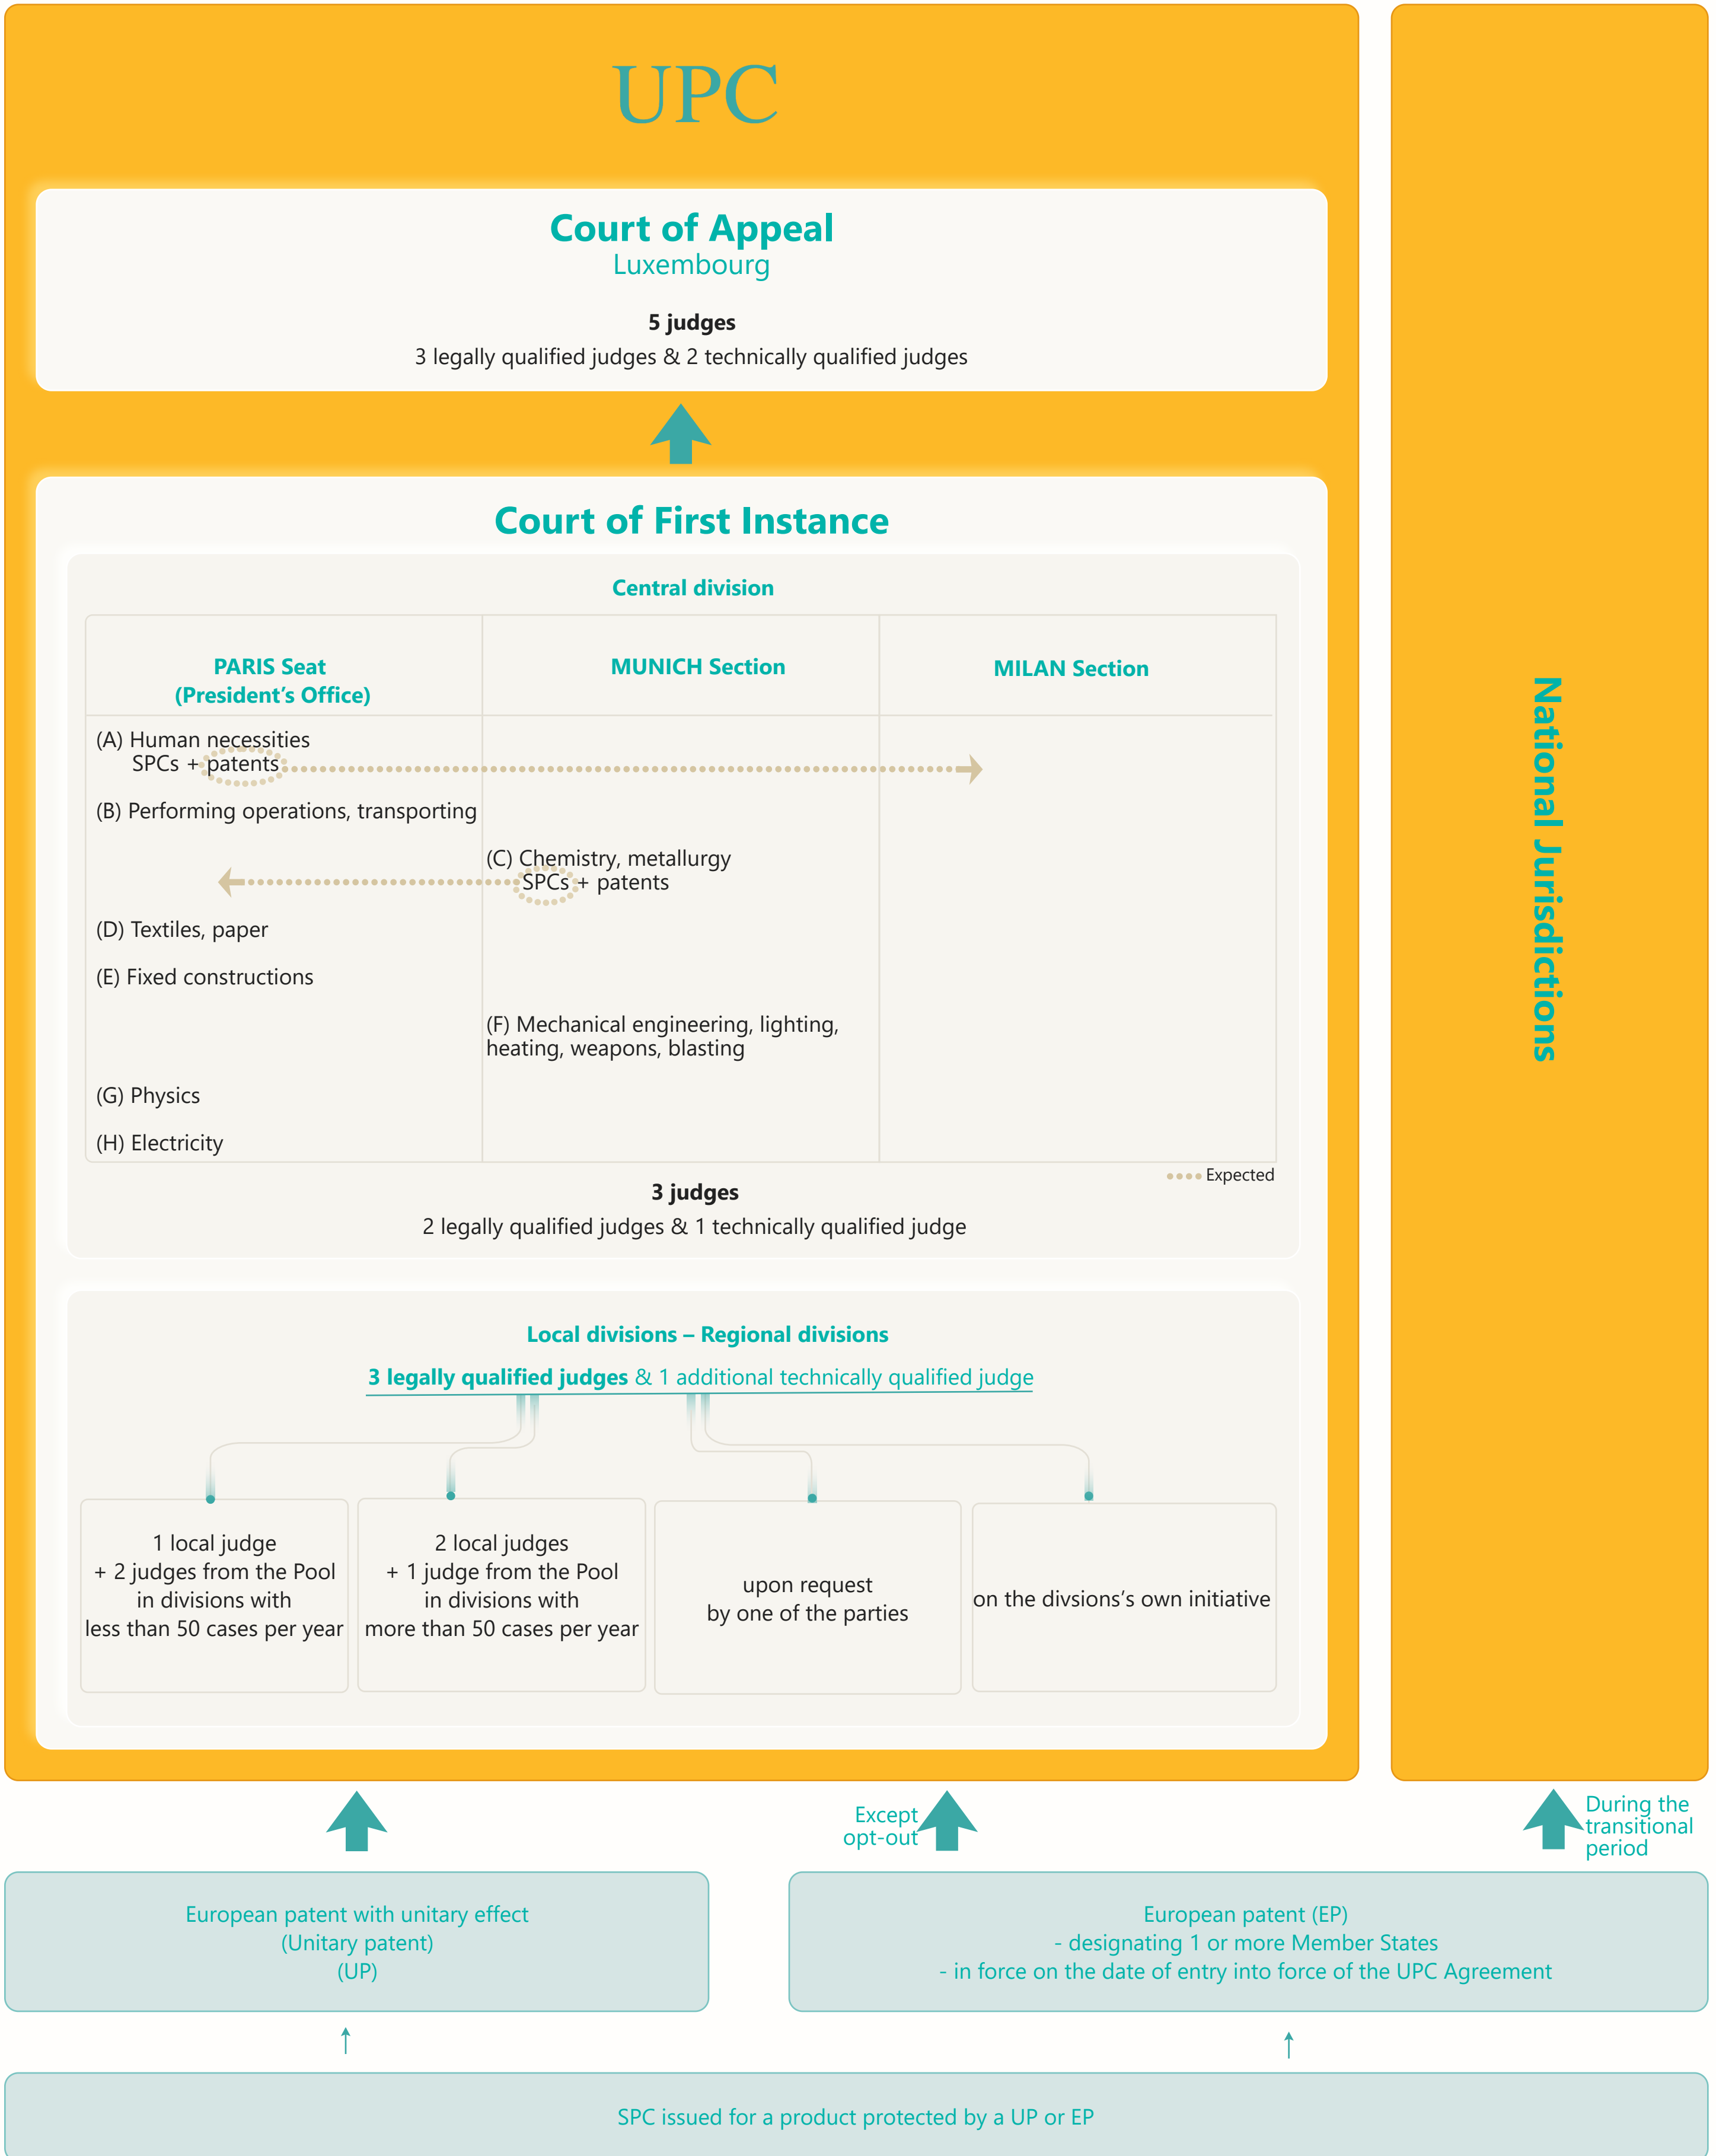 UPC
Court of Appeal
Luxembourg
5 judges
3 legally qualified judges & 2 technically qualified judges
Court of First Instance
Central division
PARIS Seat
(President’s Office)
MUNICH Section
MILAN Section
(A) Human necessities
SPCs + patents
(B) Performing operations, transporting
(C) Chemistry, metallurgy
SPCs + patents
(D) Textiles, paper
(E) Fixed constructions
(F) Mechanical engineering, lighting,
heating, weapons, blasting
(G) Physics
(H) Electricity
Expected
3 judges
2 legally qualified judges & 1 technically qualified judge
Local divisions – Regional divisions
3 legally qualified judges & 1 additional technically qualified judge
1 local judge
+ 2 judges from the Pool
in divisions with
less than 50 cases per year
2 local judges
+ 1 judge from the Pool
in divisions with
more than 50 cases per year
upon request
by one of the parties
on the divsions’s own initiative
National Jurisdictions
Except
opt-out
During the
transitional
period
European patent with unitary effect
(Unitary patent)
(UP)
European patent (EP)
- designating 1 or more Member States
- in force on the date of entry into force of the UPC Agreement
SPC issued for a product protected by a UP or EP